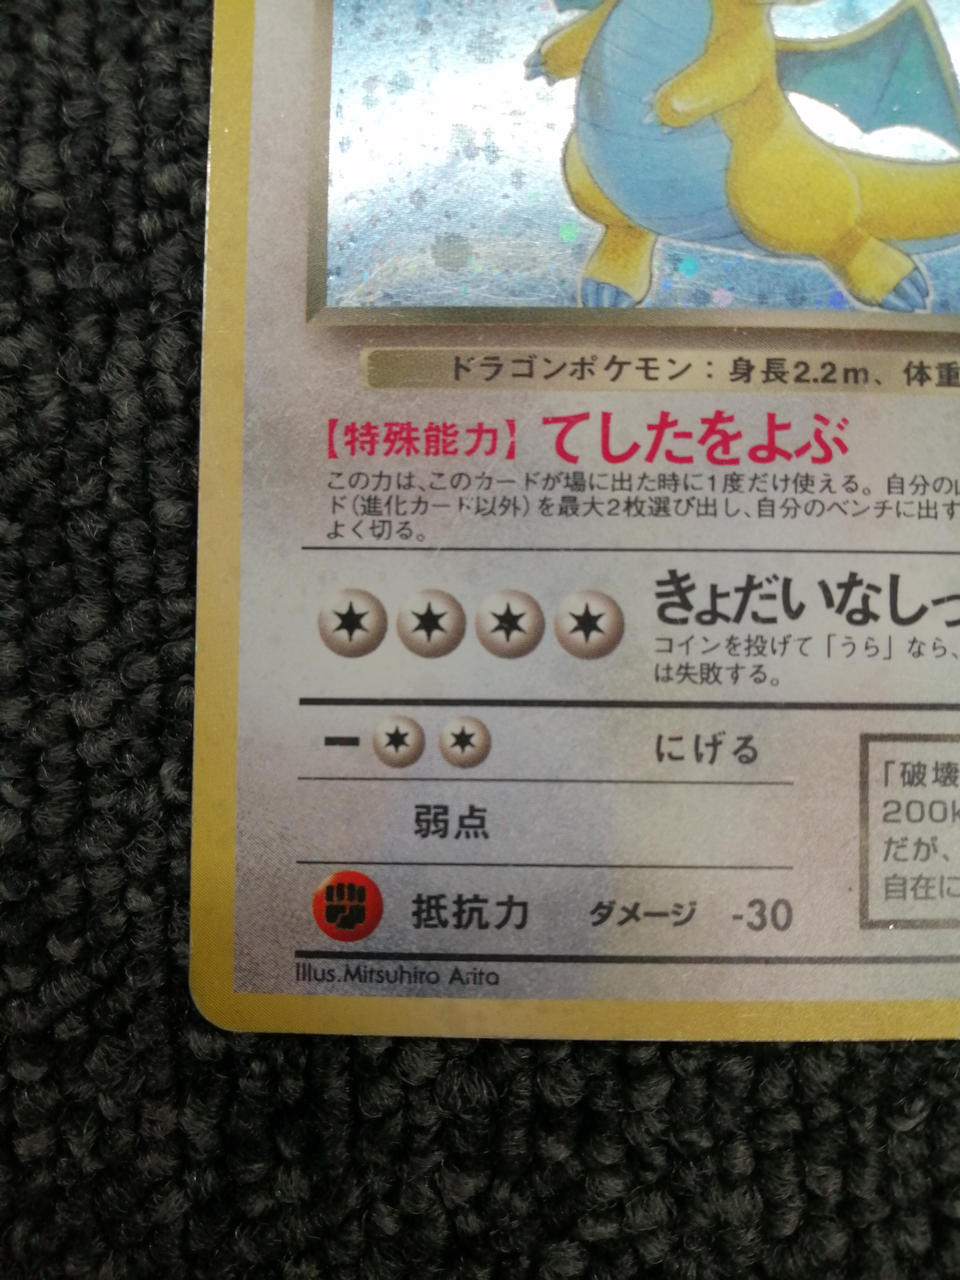 ドラゴンポケモン：身長2.2m、体重
【特殊能力】てしたをよぶ
この力は、このカードが場に出た時に1度だけ使える。自分の
ド（進化カード以外）を最大2枚選び出し、自分のベンチに出す
よく切る。
きょだいなしっ
コインを投げて「うら」なら、
は失敗する。
にげる
弱点
抵抗力 ダメージ -30
「破壊
200k
だが、
自在に
Illus.Mitsuhiro Arita